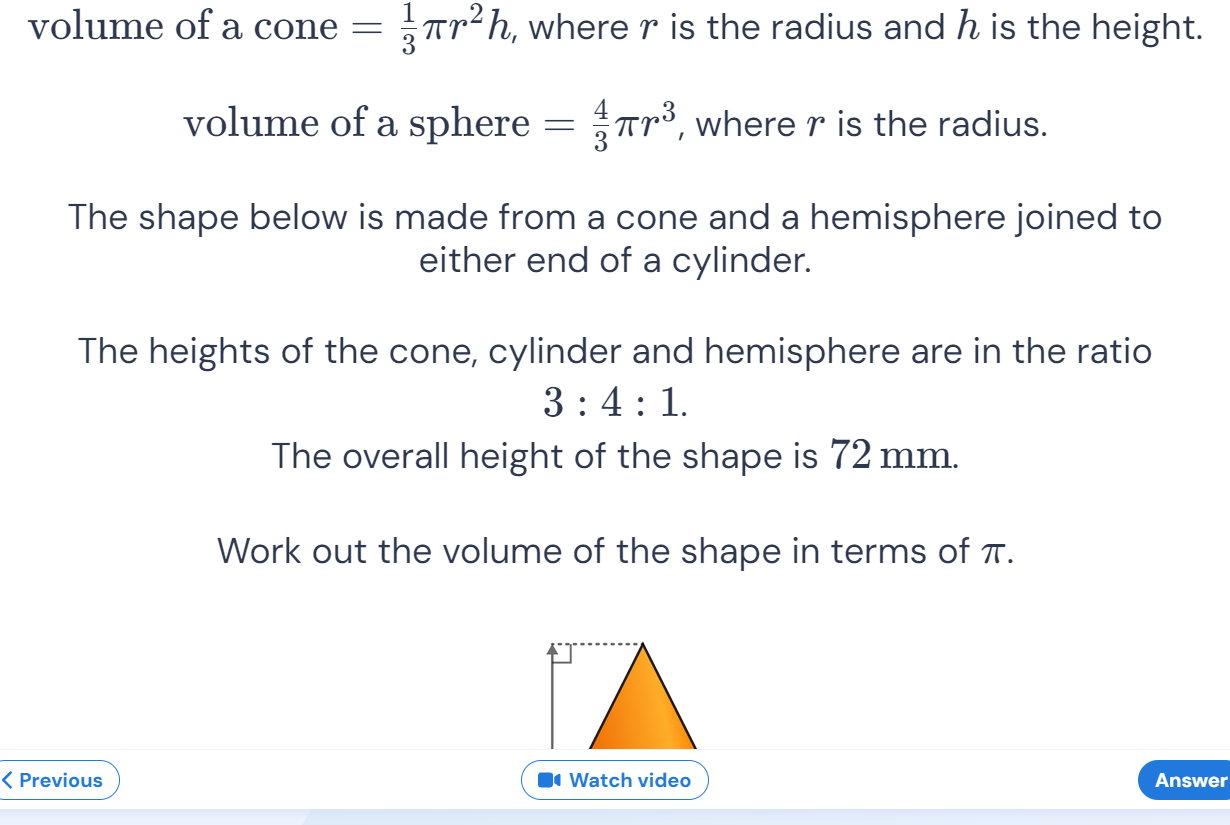 volume of a cone = \frac{1}{3}πr²h, where r is the radius and h is the height.
volume of a sphere = \frac{4}{3}πr³, where r is the radius.
The shape below is made from a cone and a hemisphere joined to
either end of a cylinder.
The heights of the cone, cylinder and hemisphere are in the ratio
3 : 4 : 1.
The overall height of the shape is 72 mm.
Work out the volume of the shape in terms of π.
< Previous
Watch video
Answer